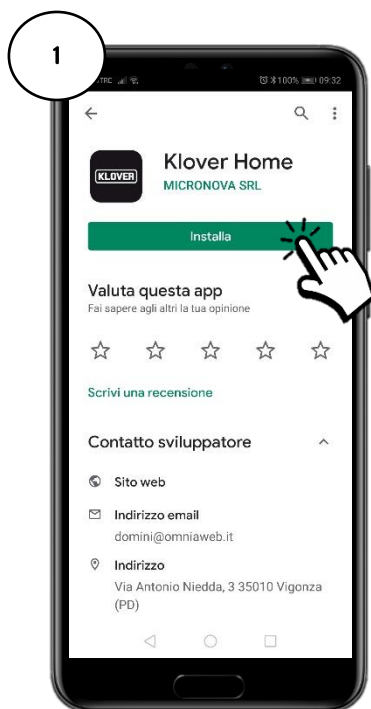 1
TRE 100% 09:32
KLOVER
Klover Home
MICRONOVA SRL
Installa
Valuta questa app
Fai sapere agli altri la tua opinione
Scrivi una recensione
Contatto sviluppatore
Sito web
Indirizzo email
domini@omniaweb.it
Indirizzo
Via Antonio Niedda, 3 35010 Vigonza
(PD)